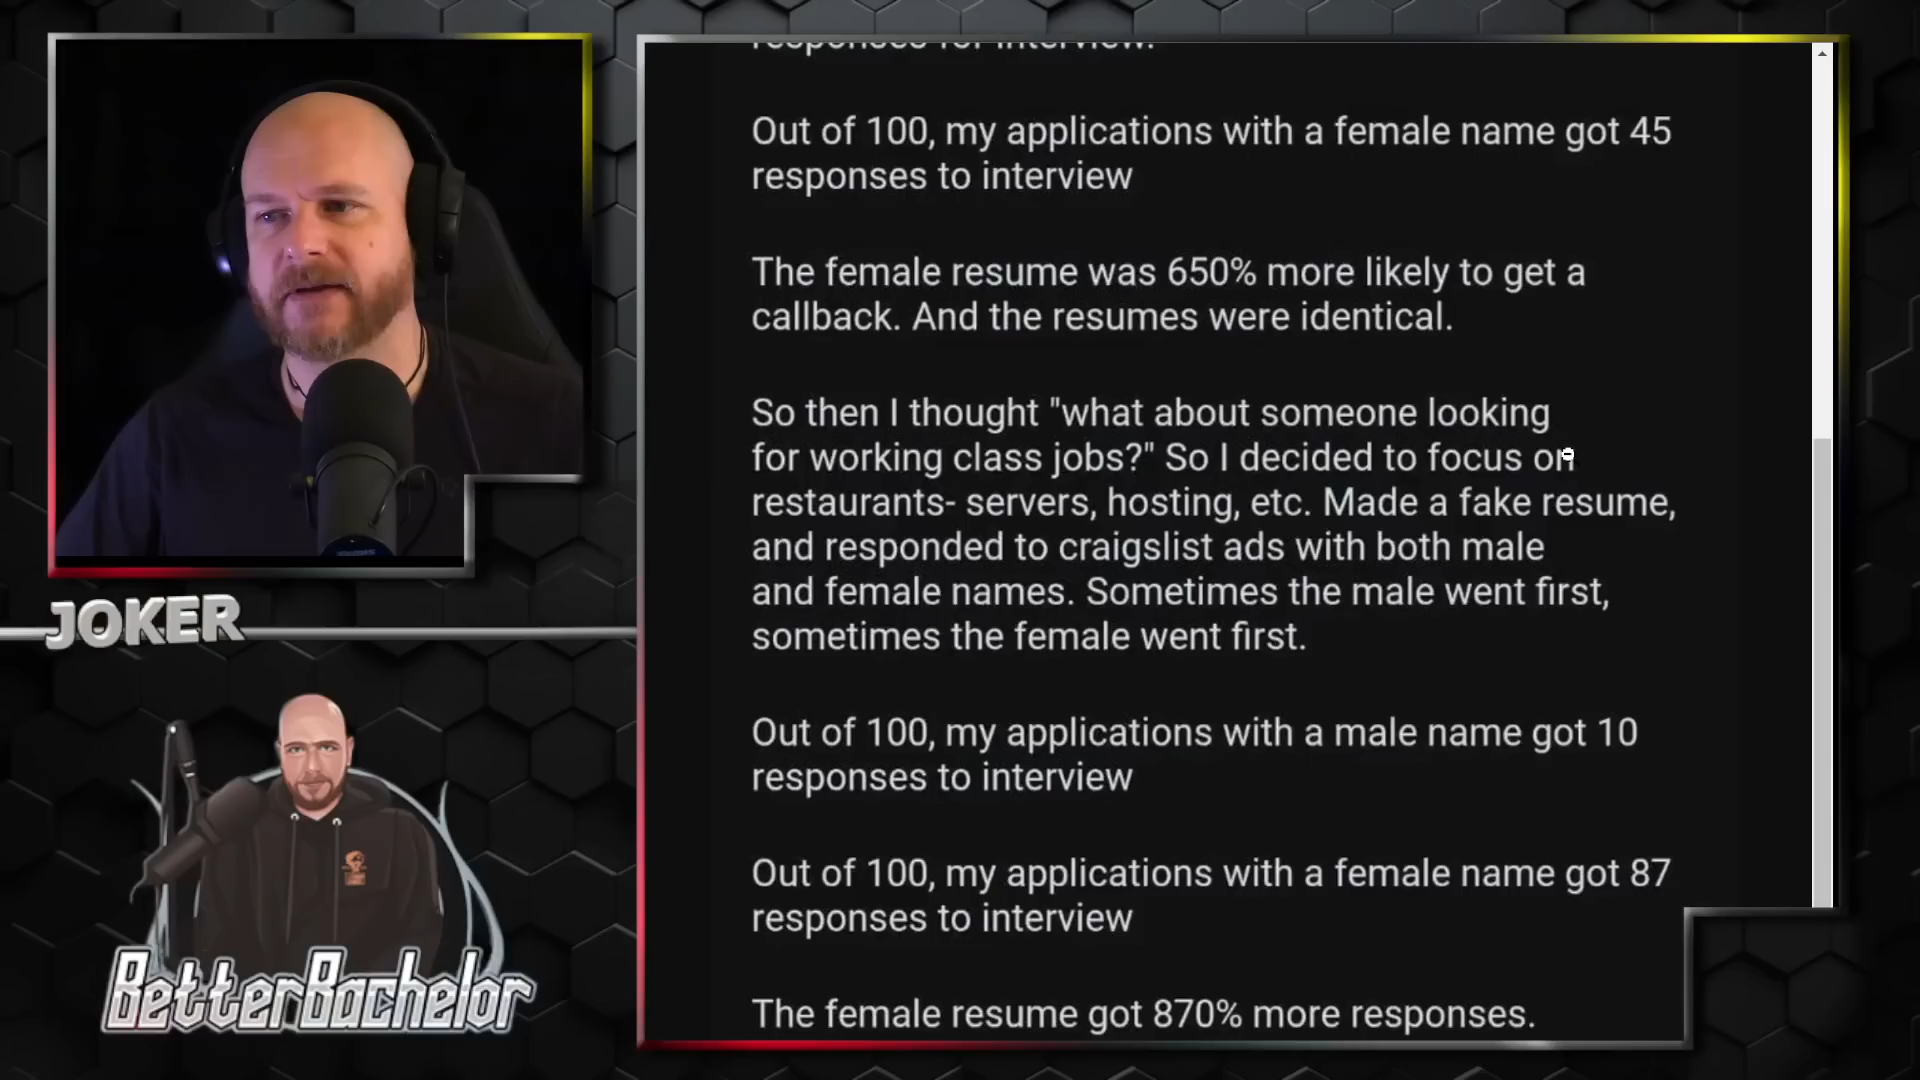 responses for interview.
Out of 100, my applications with a female name got 45
responses to interview
The female resume was 650% more likely to get a
callback. And the resumes were identical.
So then I thought "what about someone looking
for working class jobs?" So I decided to focus on
restaurants- servers, hosting, etc. Made a fake resume,
and responded to craigslist ads with both male
and female names. Sometimes the male went first,
sometimes the female went first.
Out of 100, my applications with a male name got 10
responses to interview
Out of 100, my applications with a female name got 87
responses to interview
The female resume got 870% more responses.
JOKER
BetterBachelor